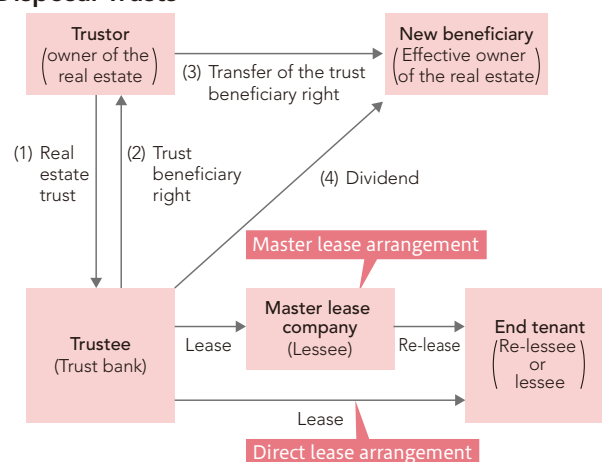 Disposal Trusts
Trustor
(owner of the
real estate)
New beneficiary
(Effective owner
of the real estate)
(3) Transfer of the trust
beneficiary right
(1) Real
estate
trust
(2) Trust
beneficiary
right
(4) Dividend
Master lease arrangement
Trustee
(Trust bank)
Lease
Master lease
company
(Lessee)
Re-lease
End tenant
(Re-lessee
or
lessee)
Lease
Direct lease arrangement